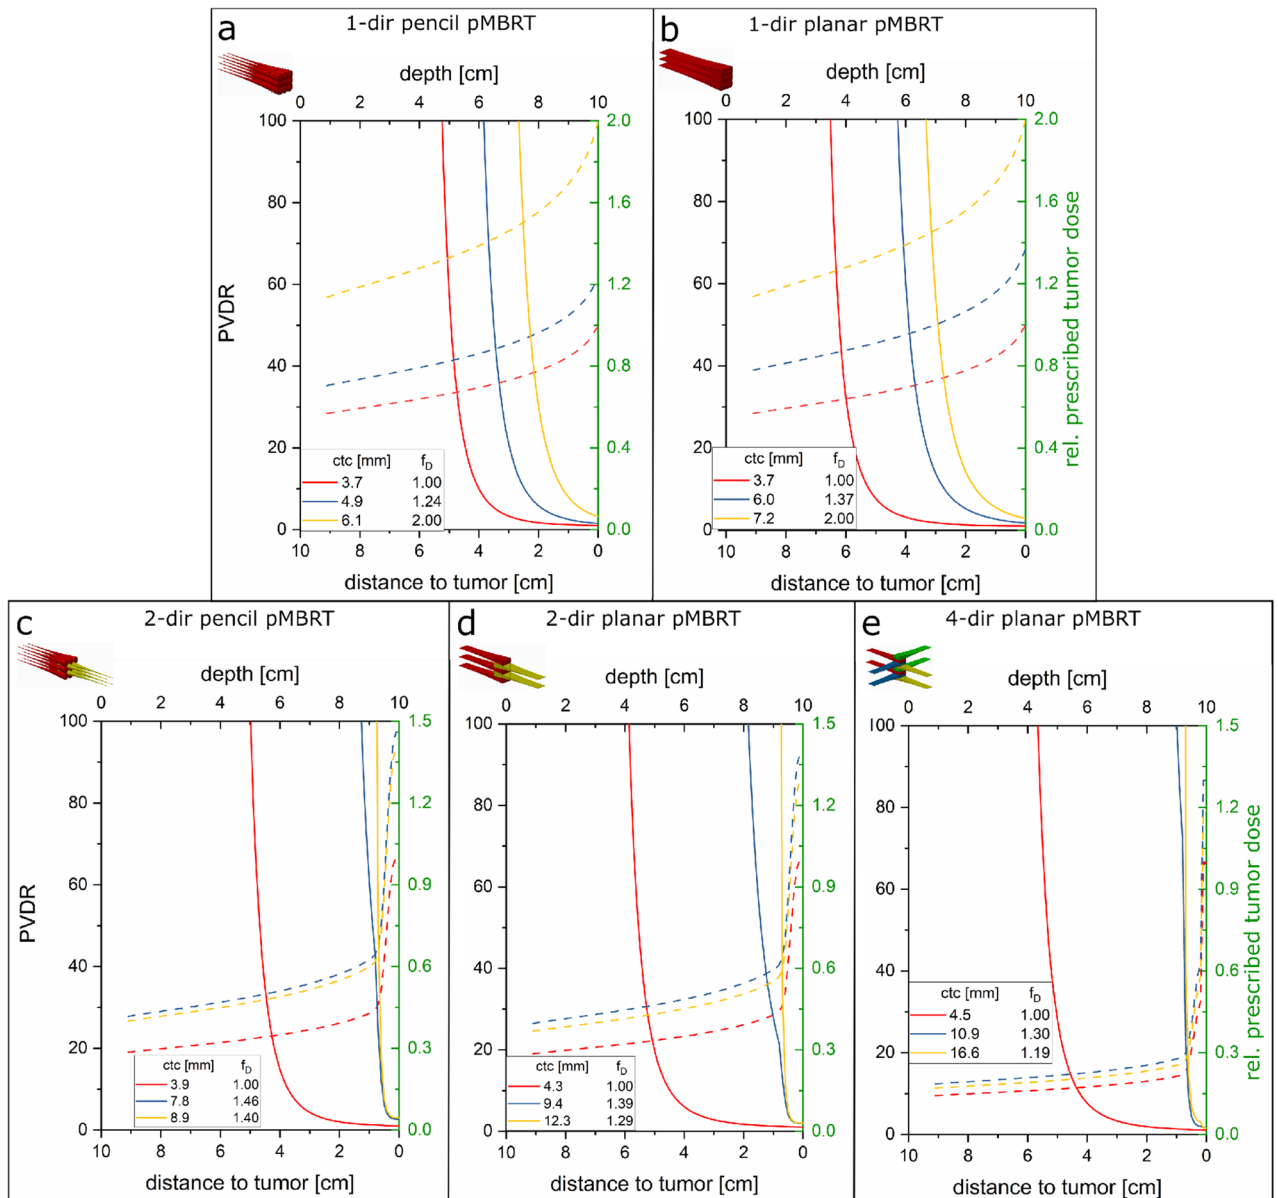 a
1-dir pencil pMBRT
depth [cm]
0 2 4 6 8 10
PVDR
100
80
60
40
20
0
2.0
1.6
1.2
0.8
0.4
0.0
ctc [mm] fD
3.7 1.00
4.9 1.24
6.1 2.00
10 8 6 4 2 0
distance to tumor [cm]
b
1-dir planar pMBRT
depth [cm]
0 2 4 6 8 10
100
80
60
40
20
0
2.0
1.6
1.2
0.8
0.4
0.0
rel. prescribed tumor dose
ctc [mm] fD
3.7 1.00
6.0 1.37
7.2 2.00
10 8 6 4 2 0
distance to tumor [cm]
c
2-dir pencil pMBRT
depth [cm]
0 2 4 6 8 10
PVDR
100
80
60
40
20
0
1.5
1.2
0.9
0.6
0.3
0.0
ctc [mm] fD
3.9 1.00
7.8 1.46
8.9 1.40
10 8 6 4 2 0
distance to tumor [cm]
d
2-dir planar pMBRT
depth [cm]
0 2 4 6 8 10
100
80
60
40
20
0
1.5
1.2
0.9
0.6
0.3
0.0
ctc [mm] fD
4.3 1.00
9.4 1.39
12.3 1.29
10 8 6 4 2 0
distance to tumor [cm]
e
4-dir planar pMBRT
depth [cm]
0 2 4 6 8 10
100
80
60
40
20
0
1.5
1.2
0.9
0.6
0.3
0.0
rel. prescribed tumor dose
ctc [mm] fD
4.5 1.00
10.9 1.30
16.6 1.19
10 8 6 4 2 0
distance to tumor [cm]